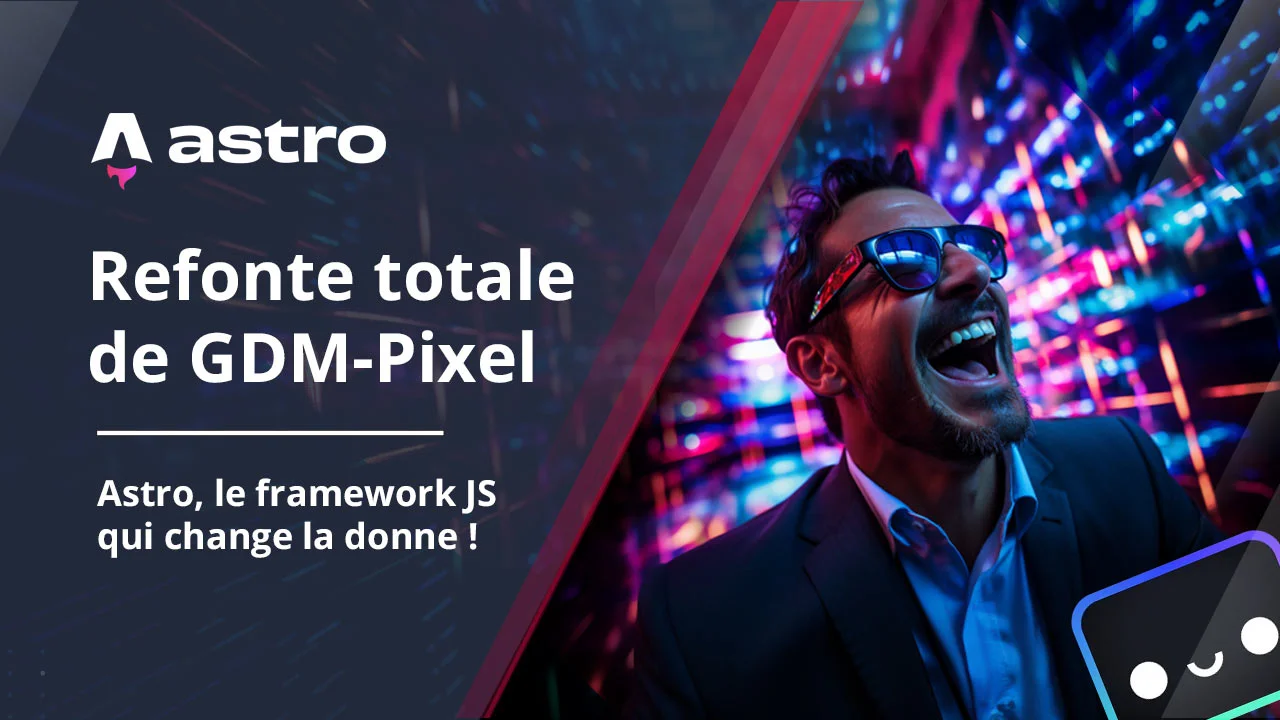 astro
Refonte totale
de GDM-Pixel
Astro, le framework JS
qui change la donne !